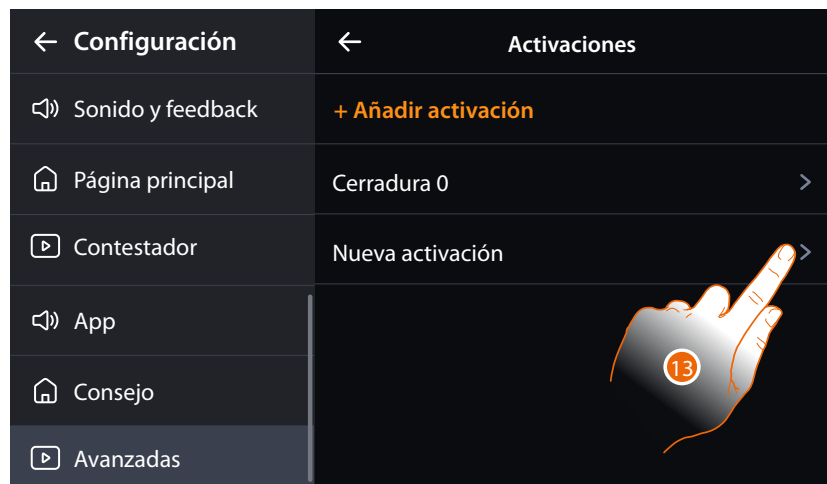 Configuración
Sonido y feedback
Página principal
Contestador
App
Consejo
Avanzadas
Activaciones
+ Añadir activación
Cerradura 0
Nueva activación
13